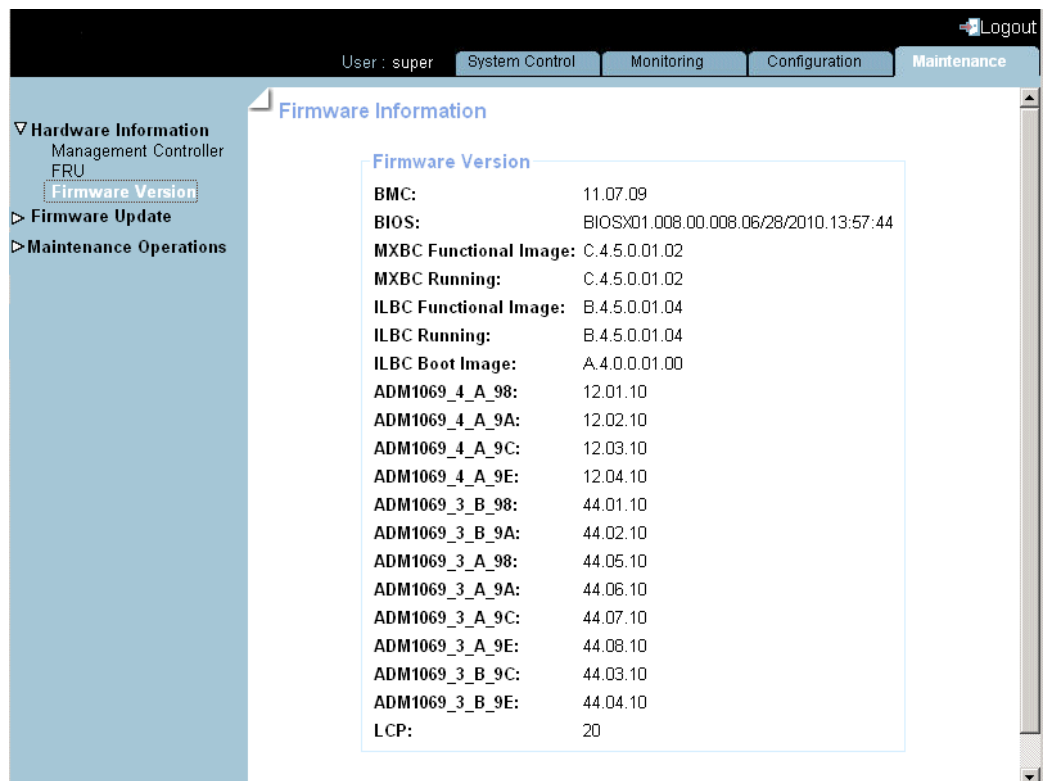 Logout
User : super
System Control
Monitoring
Configuration
Maintenance
Hardware Information
Management Controller
FRU
Firmware Version
Firmware Update
Maintenance Operations
Firmware Information
Firmware Version
BMC: 11.07.09
BIOS: BIOSX01.008.00.008.06/28/2010.13:57:44
MXBC Functional Image: C.4.5.0.01.02
MXBC Running: C.4.5.0.01.02
ILBC Functional Image: B.4.5.0.01.04
ILBC Running: B.4.5.0.01.04
ILBC Boot Image: A.4.0.0.01.00
ADM1069_4_A_98: 12.01.10
ADM1069_4_A_9A: 12.02.10
ADM1069_4_A_9C: 12.03.10
ADM1069_4_A_9E: 12.04.10
ADM1069_3_B_98: 44.01.10
ADM1069_3_B_9A: 44.02.10
ADM1069_3_A_98: 44.05.10
ADM1069_3_A_9A: 44.06.10
ADM1069_3_A_9C: 44.07.10
ADM1069_3_A_9E: 44.08.10
ADM1069_3_B_9C: 44.03.10
ADM1069_3_B_9E: 44.04.10
LCP: 20